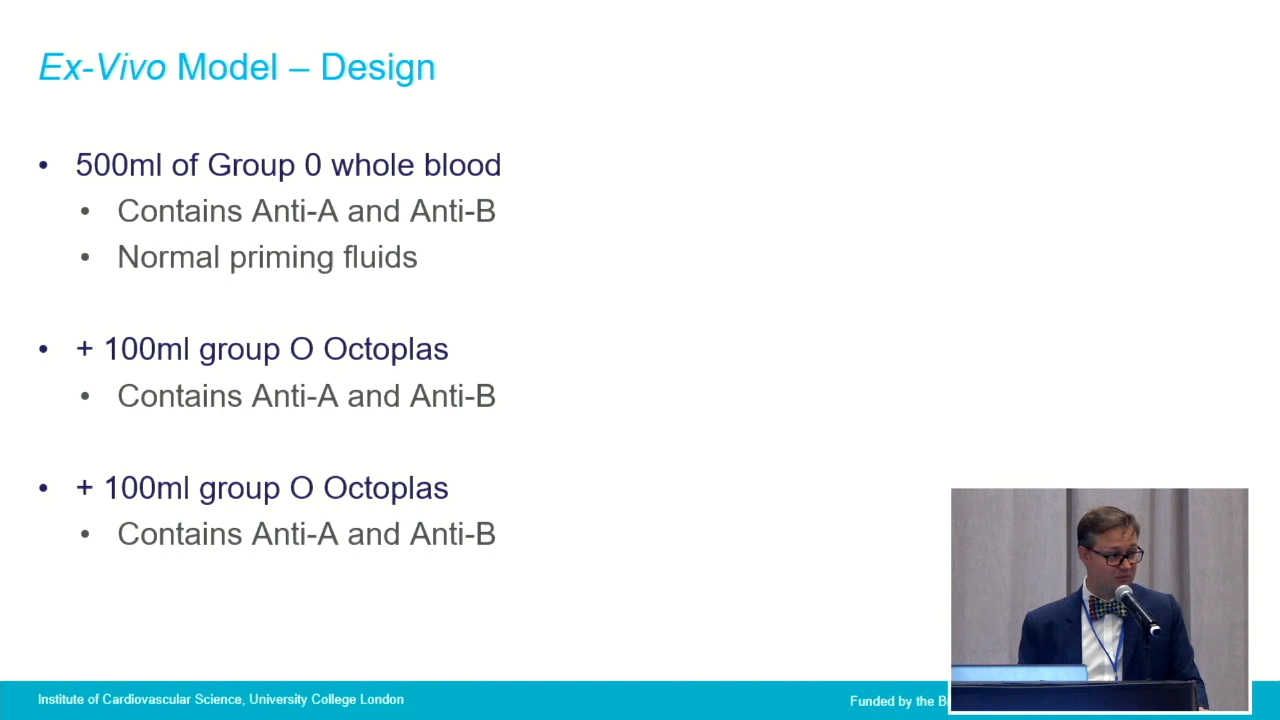 Ex-Vivo Model – Design
• 500ml of Group 0 whole blood
• Contains Anti-A and Anti-B
• Normal priming fluids
• + 100ml group O Octoplas
• Contains Anti-A and Anti-B
• + 100ml group O Octoplas
• Contains Anti-A and Anti-B
Institute of Cardiovascular Science, University College London
Funded by the